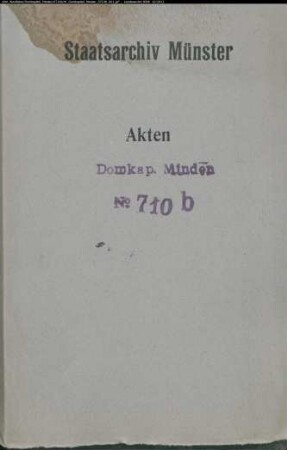 Staatsarchiv Münster
Akten
Domkap. Minden
№ 710 b